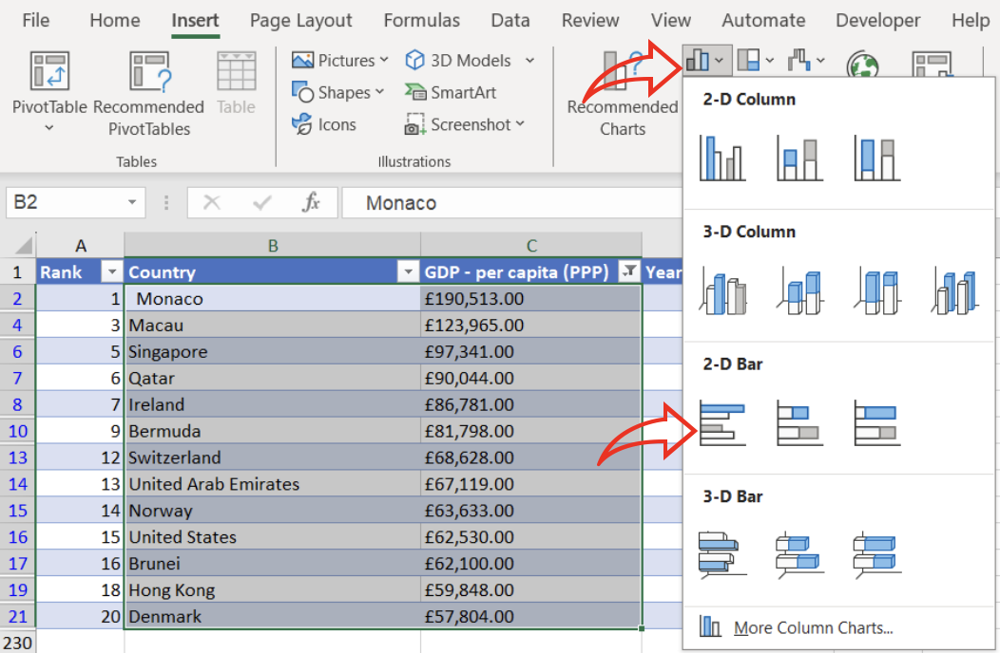 File Home Insert Page Layout Formulas Data Review View Automate Developer Help
PivotTable
Recommended
PivotTables
Table
Tables
Pictures
Shapes
Icons
3D Models
SmartArt
Screenshot
Illustrations
Recommended
Charts
B2 fx Monaco
A B C
1 Rank Country GDP - per capita (PPP) Year
2 1 Monaco £190,513.00
4 3 Macau £123,965.00
6 5 Singapore £97,341.00
7 6 Qatar £90,044.00
8 7 Ireland £86,781.00
10 9 Bermuda £81,798.00
13 12 Switzerland £68,628.00
14 13 United Arab Emirates £67,119.00
15 14 Norway £63,633.00
16 15 United States £62,530.00
17 16 Brunei £62,100.00
19 18 Hong Kong £59,848.00
21 20 Denmark £57,804.00
230
2-D Column
3-D Column
2-D Bar
3-D Bar
More Column Charts...